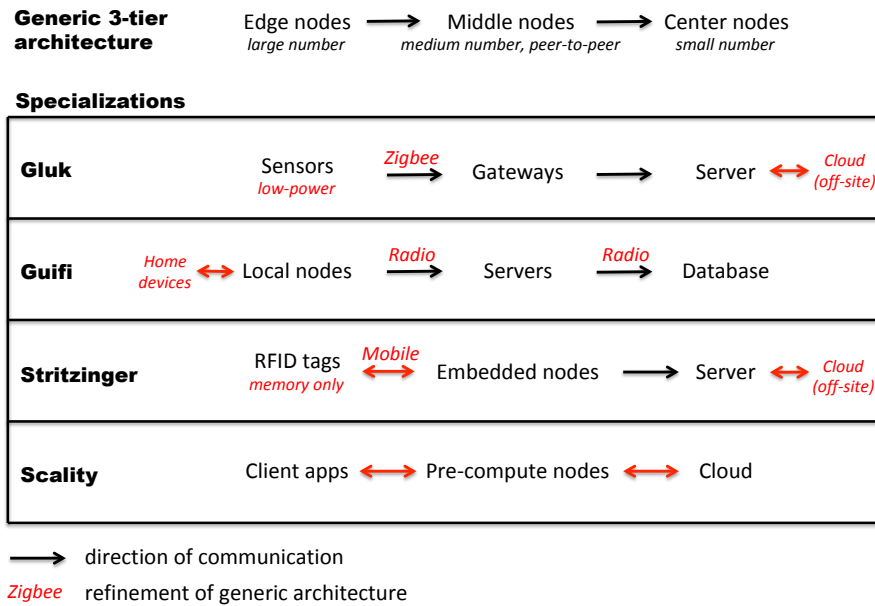 Generic 3-tier architecture
Edge nodes
large number
Middle nodes
medium number, peer-to-peer
Center nodes
small number
Specializations
Gluk
Sensors
low-power
Zigbee
Gateways
Server
Cloud
(off-site)
Guifi
Home
devices
Local nodes
Radio
Servers
Radio
Database
Stritzinger
RFID tags
memory only
Mobile
Embedded nodes
Server
Cloud
(off-site)
Scality
Client apps
Pre-compute nodes
Cloud
direction of communication
Zigbee refinement of generic architecture